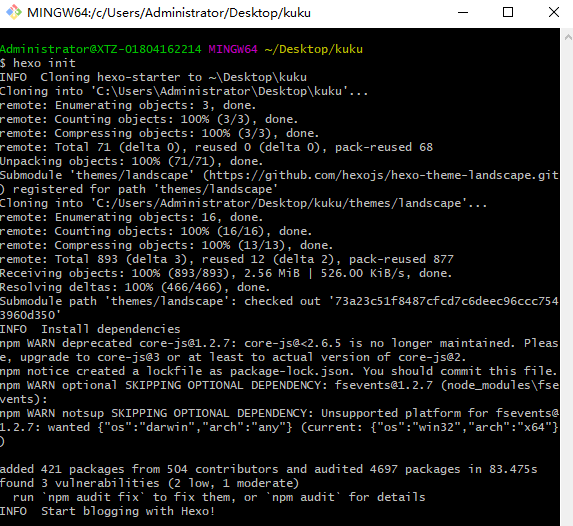 MINGW64:/c/Users/Administrator/Desktop/kuku
Administrator@XTZ-01804162214 MINGW64 ~/Desktop/kuku
$ hexo init
INFO  Cloning hexo-starter to ~\Desktop\kuku
Cloning into 'C:\Users\Administrator\Desktop\kuku'...
remote: Enumerating objects: 3, done.
remote: Counting objects: 100% (3/3), done.
remote: Compressing objects: 100% (3/3), done.
remote: Total 71 (delta 0), reused 0 (delta 0), pack-reused 68
Unpacking objects: 100% (71/71), done.
Submodule 'themes/landscape' (https://github.com/hexojs/hexo-theme-landscape.git
) registered for path 'themes/landscape'
Cloning into 'C:/Users/Administrator/Desktop/kuku/themes/landscape'...
remote: Enumerating objects: 16, done.
remote: Counting objects: 100% (16/16), done.
remote: Compressing objects: 100% (13/13), done.
remote: Total 893 (delta 3), reused 12 (delta 2), pack-reused 877
Receiving objects: 100% (893/893), 2.56 MiB | 526.00 KiB/s, done.
Resolving deltas: 100% (466/466), done.
Submodule path 'themes/landscape': checked out '73a23c51f8487cfcd7c6deec96ccc754
3960d350'
INFO  Install dependencies
npm WARN deprecated core-js@1.2.7: core-js@<2.6.5 is no longer maintained. Pleas
e, upgrade to core-js@3 or at least to actual version of core-js@2.
npm notice created a lockfile as package-lock.json. You should commit this file.
npm WARN optional SKIPPING OPTIONAL DEPENDENCY: fsevents@1.2.7 (node_modules\fse
vents):
npm WARN notsup SKIPPING OPTIONAL DEPENDENCY: Unsupported platform for fsevents@
1.2.7: wanted {"os":"darwin","arch":"any"} (current: {"os":"win32","arch":"x64"}
)
added 421 packages from 504 contributors and audited 4697 packages in 83.475s
found 3 vulnerabilities (2 low, 1 moderate)
  run `npm audit fix` to fix them, or `npm audit` for details
INFO  Start blogging with Hexo!